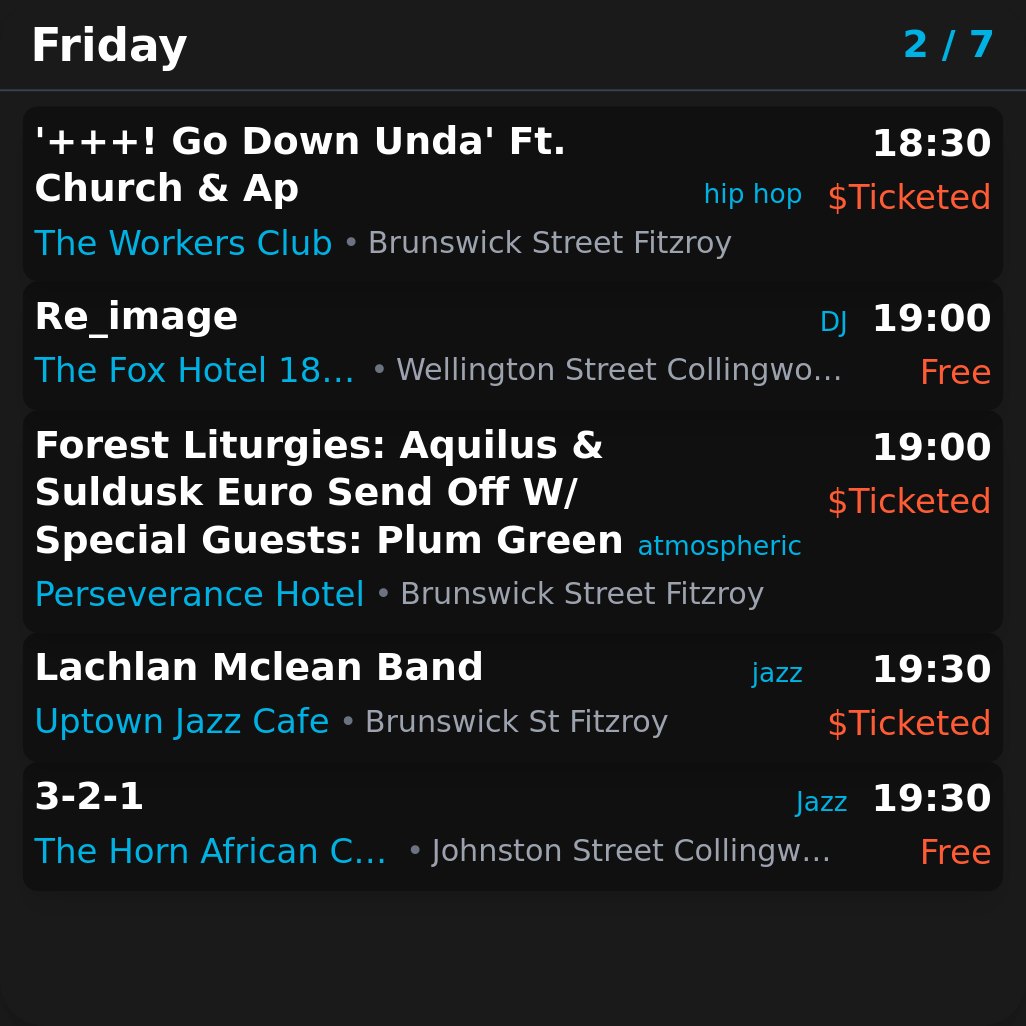 Friday 2 / 7
'+++! Go Down Unda' Ft. 18:30
Church & Ap hip hop $Ticketed
The Workers Club • Brunswick Street Fitzroy
Re_image DJ 19:00
The Fox Hotel 18... • Wellington Street Collingwo... Free
Forest Liturgies: Aquilus & 19:00
Suldusk Euro Send Off W/ $Ticketed
Special Guests: Plum Green atmospheric
Perseverance Hotel • Brunswick Street Fitzroy
Lachlan Mclean Band jazz 19:30
Uptown Jazz Cafe • Brunswick St Fitzroy $Ticketed
3-2-1 Jazz 19:30
The Horn African C... • Johnston Street Collingw... Free